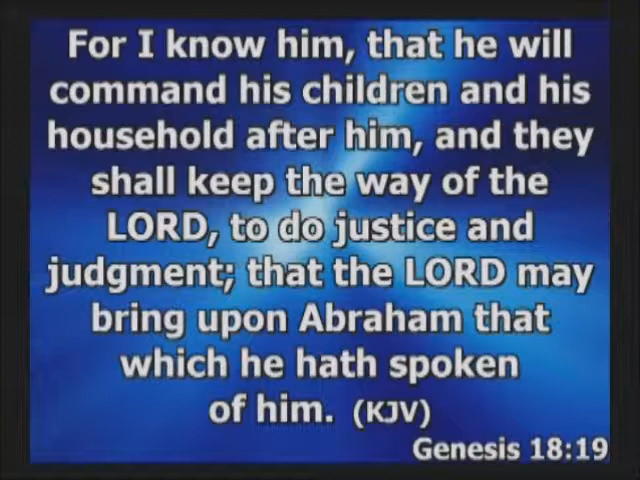 For I know him, that he will
command his children and his
household after him, and they
shall keep the way of the
LORD, to do justice and
judgment; that the LORD may
bring upon Abraham that
which he hath spoken
of him. (KJV)
Genesis 18:19